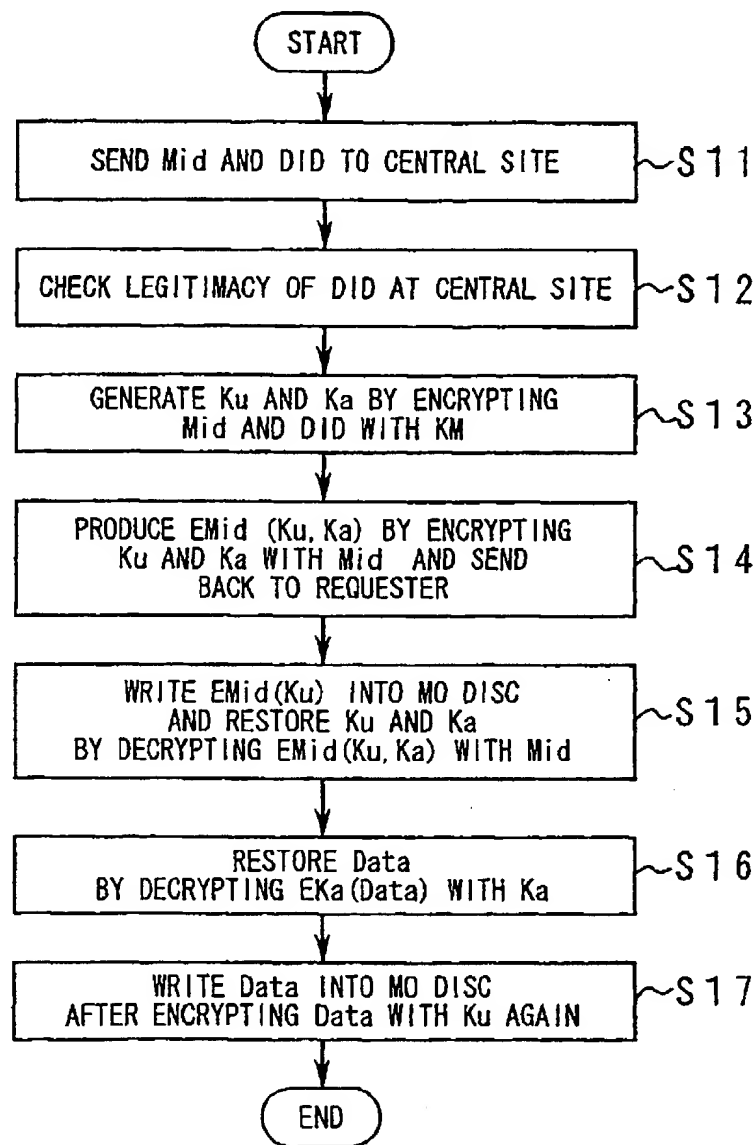 START
SEND Mid AND DID TO CENTRAL SITE
S11
CHECK LEGITIMACY OF DID AT CENTRAL SITE
S12
GENERATE Ku AND Ka BY ENCRYPTING
Mid AND DID WITH KM
S13
PRODUCE EMid (Ku, Ka) BY ENCRYPTING
Ku AND Ka WITH Mid AND SEND
BACK TO REQUESTER
S14
WRITE EMid(Ku) INTO MO DISC
AND RESTORE Ku AND Ka
BY DECRYPTING EMid(Ku, Ka) WITH Mid
S15
RESTORE Data
BY DECRYPTING EKa(Data) WITH Ka
S16
WRITE Data INTO MO DISC
AFTER ENCRYPTING Data WITH Ku AGAIN
S17
END